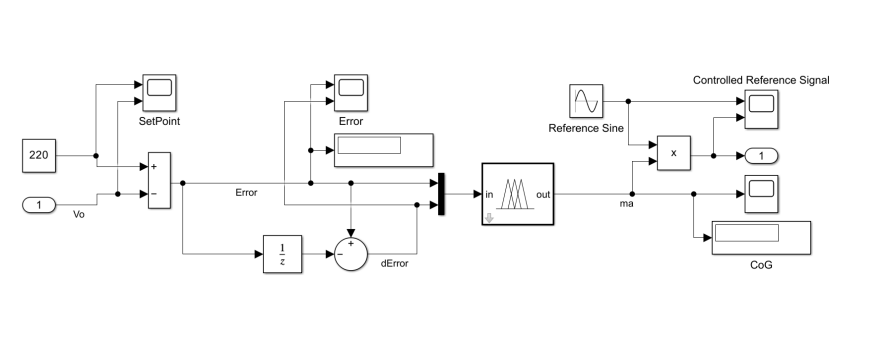 Controlled Reference Signal
SetPoint
Error
Reference Sine
220
+
−
1
Vo
Error
x
1
in
out
ma
1
z
+
−
dError
CoG